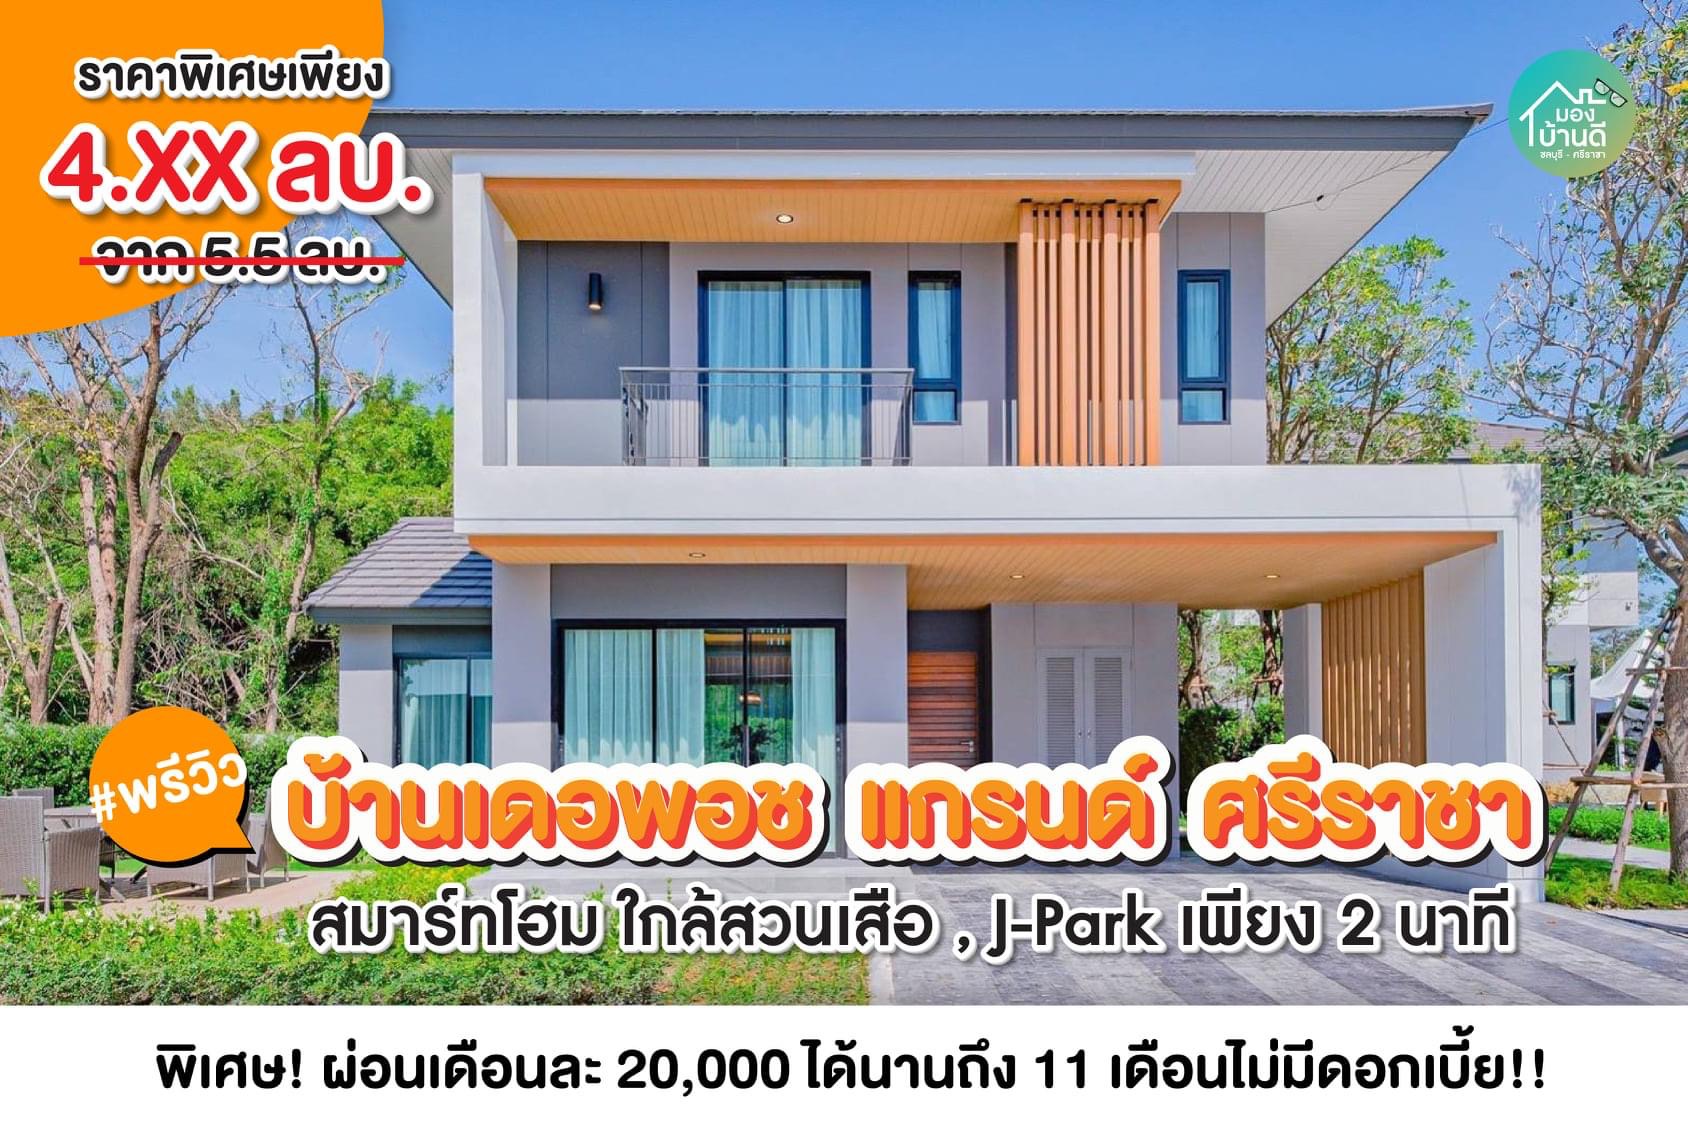 ราคาพิเศษเพียง
4.XX ลบ.
จาก 5.5 ลบ.
มอง
บ้านดี
ชลบุรี - ศรีราชา
#พรีวิว
บ้านเดอพอช แกรนด์ ศรีราชา
สมาร์ทโฮม ใกล้สวนเสือ , J-Park เพียง 2 นาที
พิเศษ! ผ่อนเดือนละ 20,000 ได้นานถึง 11 เดือนไม่มีดอกเบี้ย!!